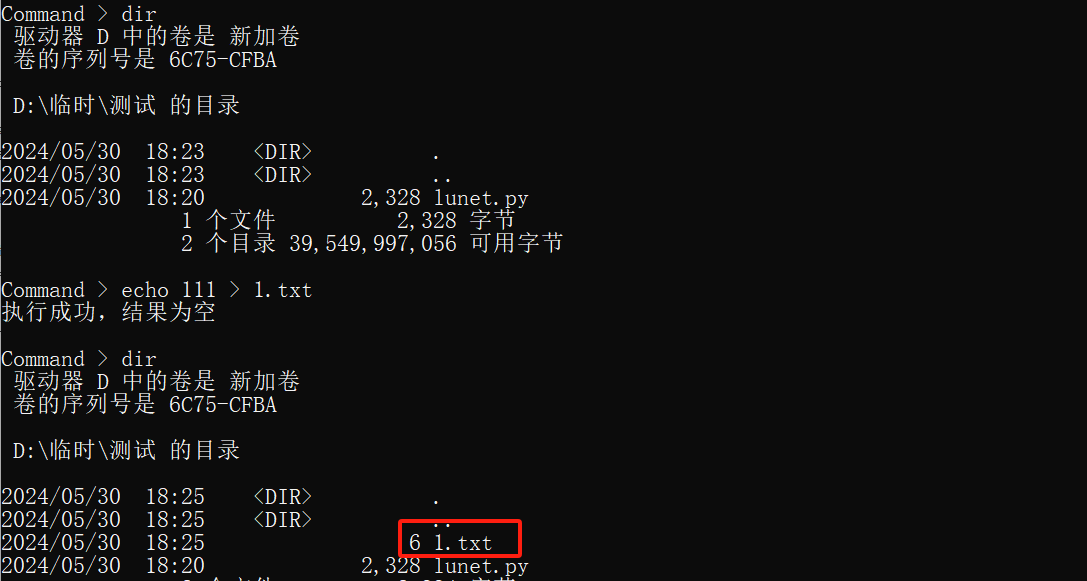 Command > dir
驱动器 D 中的卷是 新加卷
卷的序列号是 6C75-CFBA
D:\临时\测试 的目录
2024/05/30 18:23 <DIR> .
2024/05/30 18:23 <DIR> ..
2024/05/30 18:20 2,328 lunet.py
1 个文件 2,328 字节
2 个目录 39,549,997,056 可用字节
Command > echo 111 > 1.txt
执行成功，结果为空
Command > dir
驱动器 D 中的卷是 新加卷
卷的序列号是 6C75-CFBA
D:\临时\测试 的目录
2024/05/30 18:25 <DIR> .
2024/05/30 18:25 <DIR> ..
2024/05/30 18:25 6 1.txt
2024/05/30 18:20 2,328 lunet.py